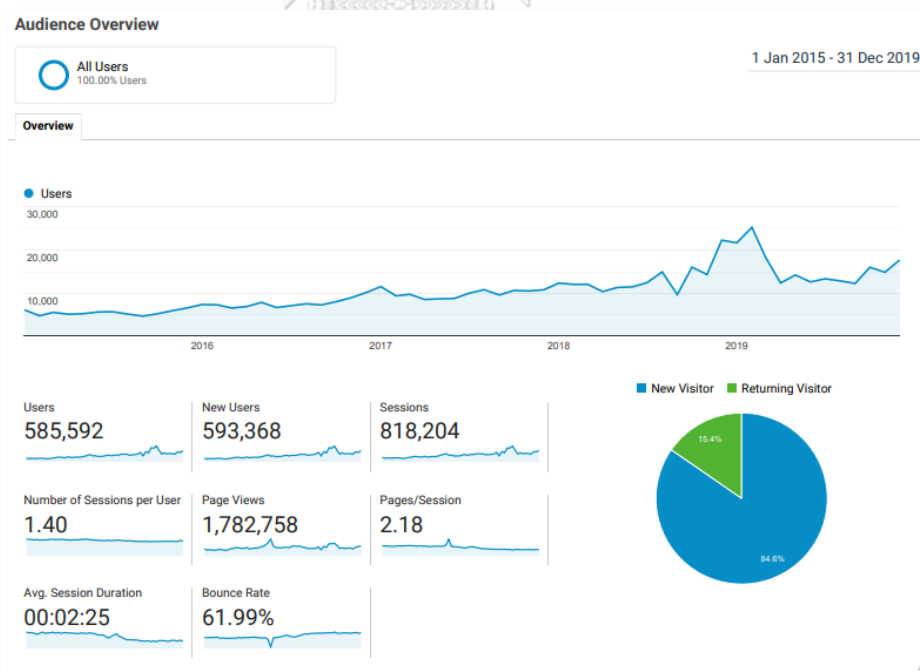 Audience Overview
All Users
100.00% Users
1 Jan 2015 - 31 Dec 2019
Overview
Users
30,000
20,000
10,000
2016 2017 2018 2019
New Visitor Returning Visitor
Users New Users Sessions
585,592 593,368 818,204
Number of Sessions per User Page Views Pages/Session
1.40 1,782,758 2.18
Avg. Session Duration Bounce Rate
00:02:25 61.99%
15.4%
84.6%